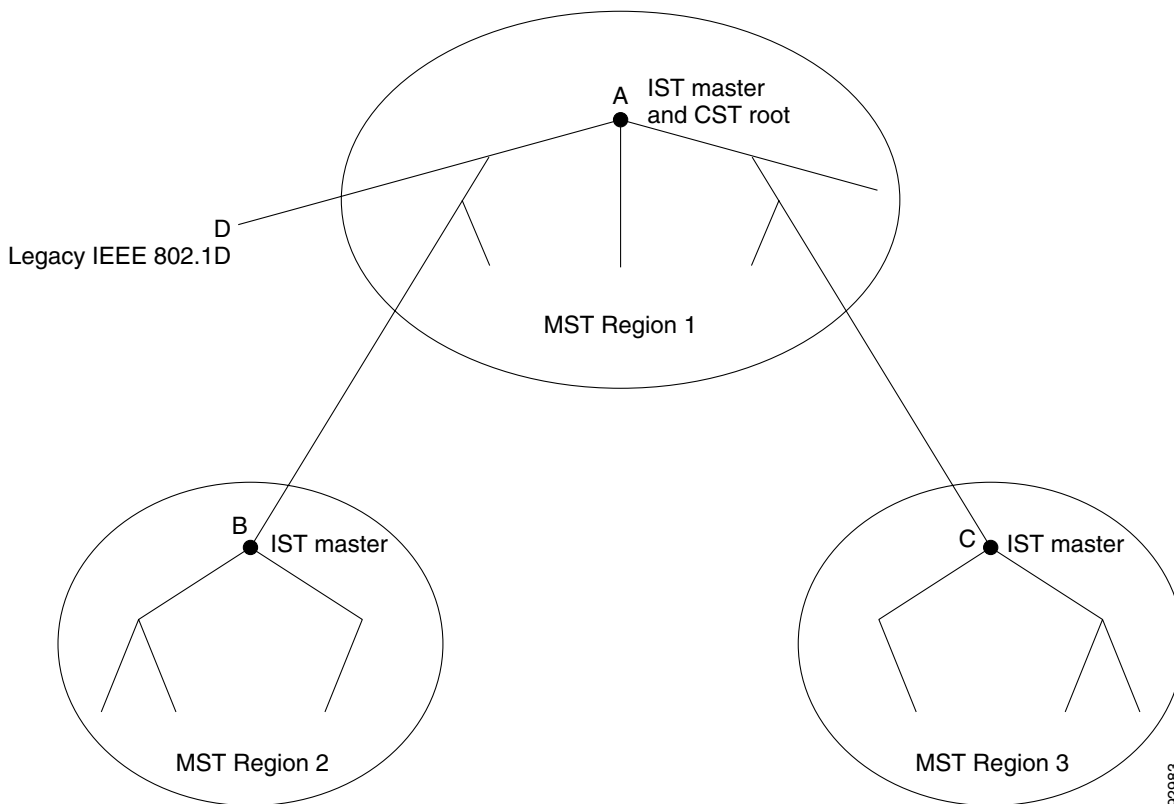 A
IST master
and CST root
D
Legacy IEEE 802.1D
MST Region 1
B
IST master
C
IST master
MST Region 2
MST Region 3